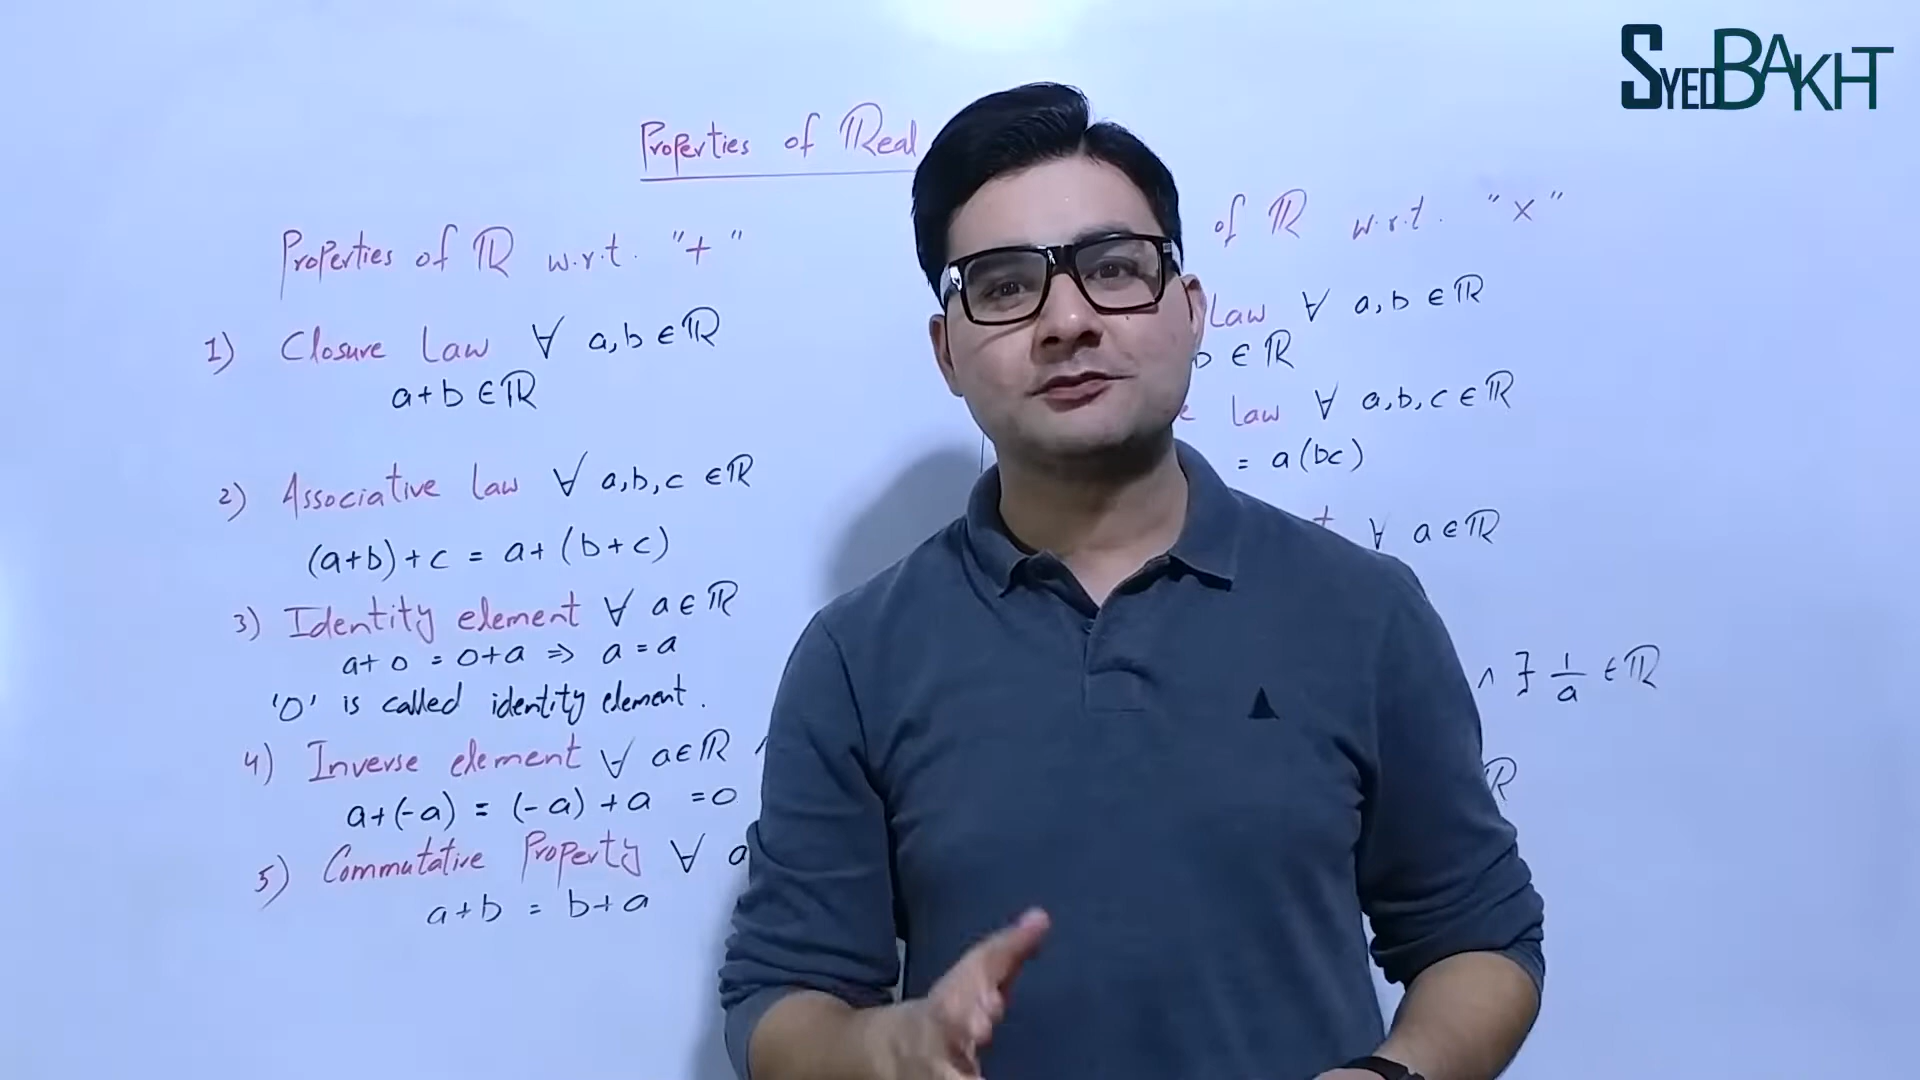 SYEDBAKHT
Properties of ℝeal
Properties of ℝ w.r.t. "+"
1) Closure Law ∀ a,b ∈ ℝ
a+b ∈ ℝ
2) Associative law ∀ a,b,c ∈ ℝ
(a+b)+c = a+(b+c)
3) Identity element ∀ a ∈ ℝ
a+0 = 0+a ⇒ a = a
'0' is called identity element.
4) Inverse element ∀ a ∈ ℝ ∧
a+(-a) = (-a)+a = 0
5) Commutative Property ∀ a
a+b = b+a
of ℝ w.r.t. "×"
Law ∀ a,b ∈ ℝ
b ∈ ℝ
law ∀ a,b,c ∈ ℝ
= a(bc)
t ∀ a ∈ ℝ
∧ ∃ 1/a ∈ ℝ
ℝ